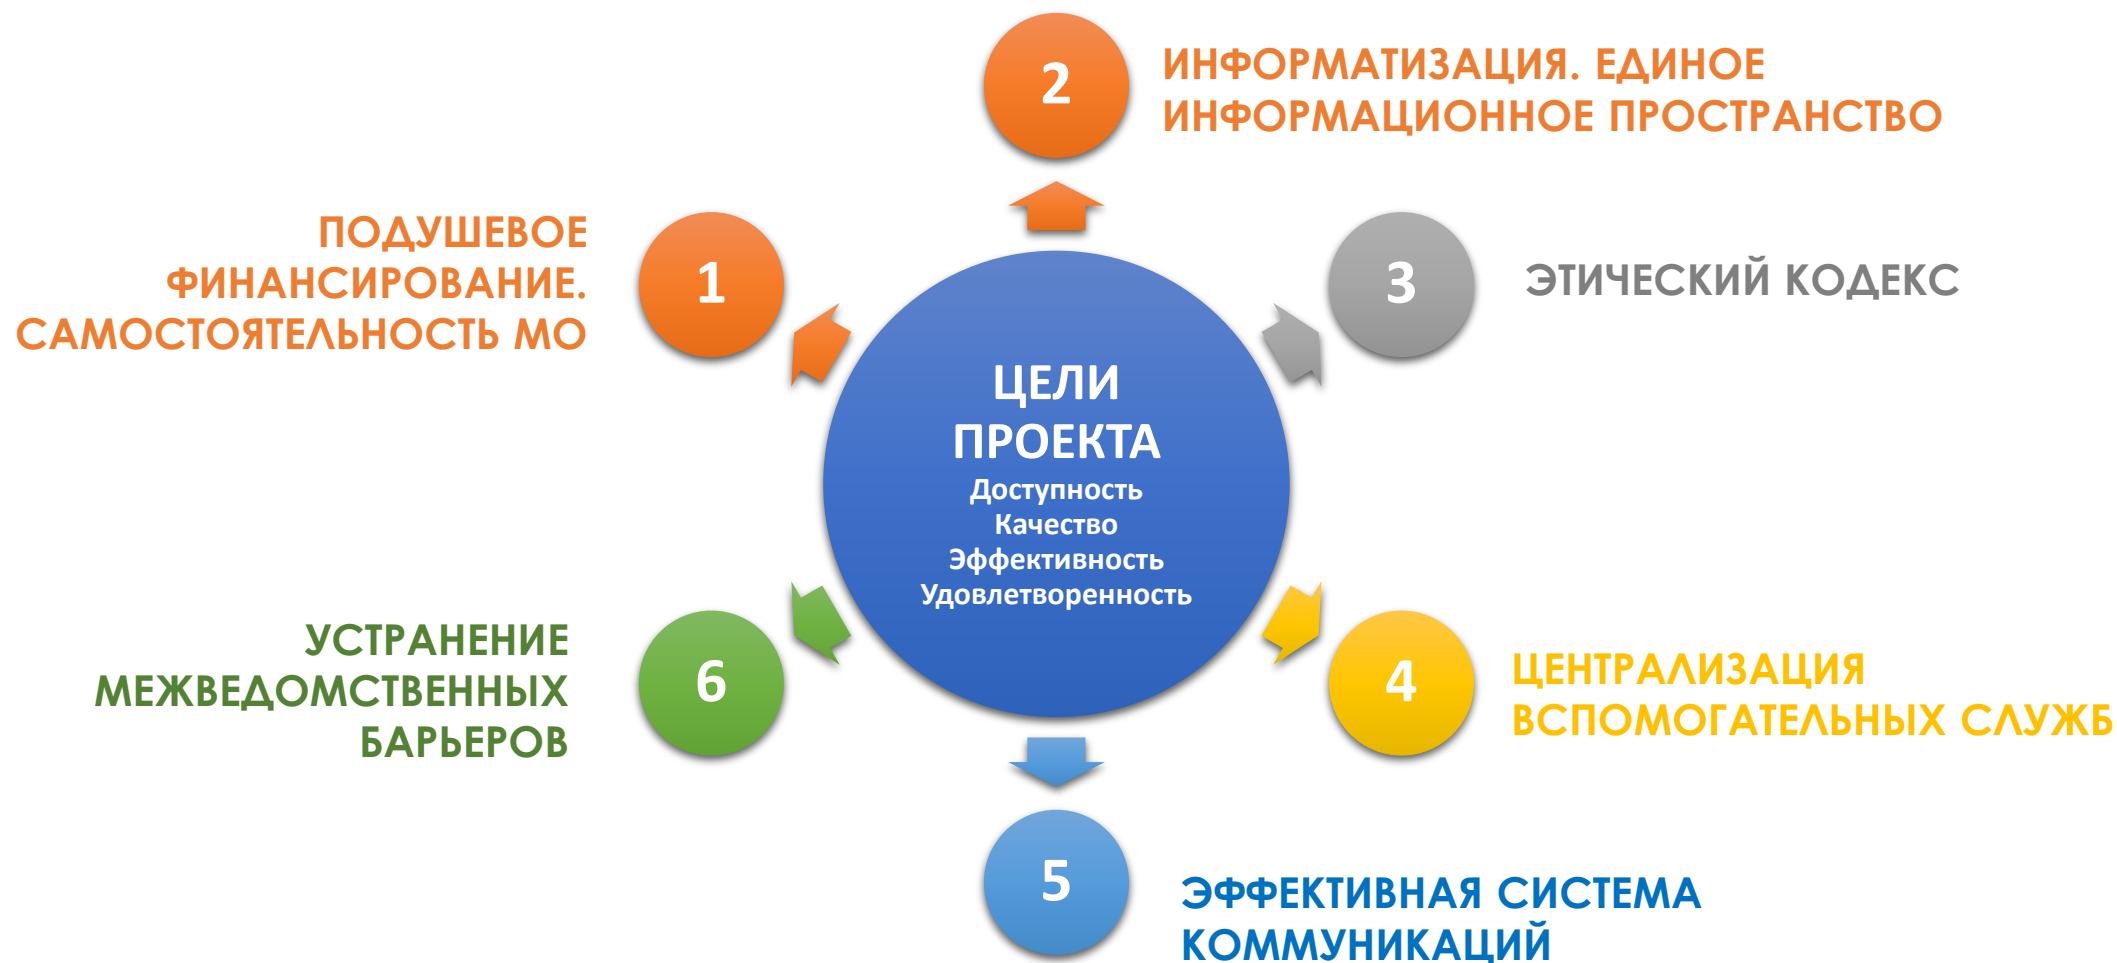 2
ИНФОРМАТИЗАЦИЯ. ЕДИНОЕ
ИНФОРМАЦИОННОЕ ПРОСТРАНСТВО
ПОДУШЕВОЕ
ФИНАНСИРОВАНИЕ.
САМОСТОЯТЕЛЬНОСТЬ МО
1
3
ЭТИЧЕСКИЙ КОДЕКС
ЦЕЛИ
ПРОЕКТА
Доступность
Качество
Эффективность
Удовлетворенность
УСТРАНЕНИЕ
МЕЖВЕДОМСТВЕННЫХ
БАРЬЕРОВ
6
4
ЦЕНТРАЛИЗАЦИЯ
ВСПОМОГАТЕЛЬНЫХ СЛУЖБ
5
ЭФФЕКТИВНАЯ СИСТЕМА
КОММУНИКАЦИЙ